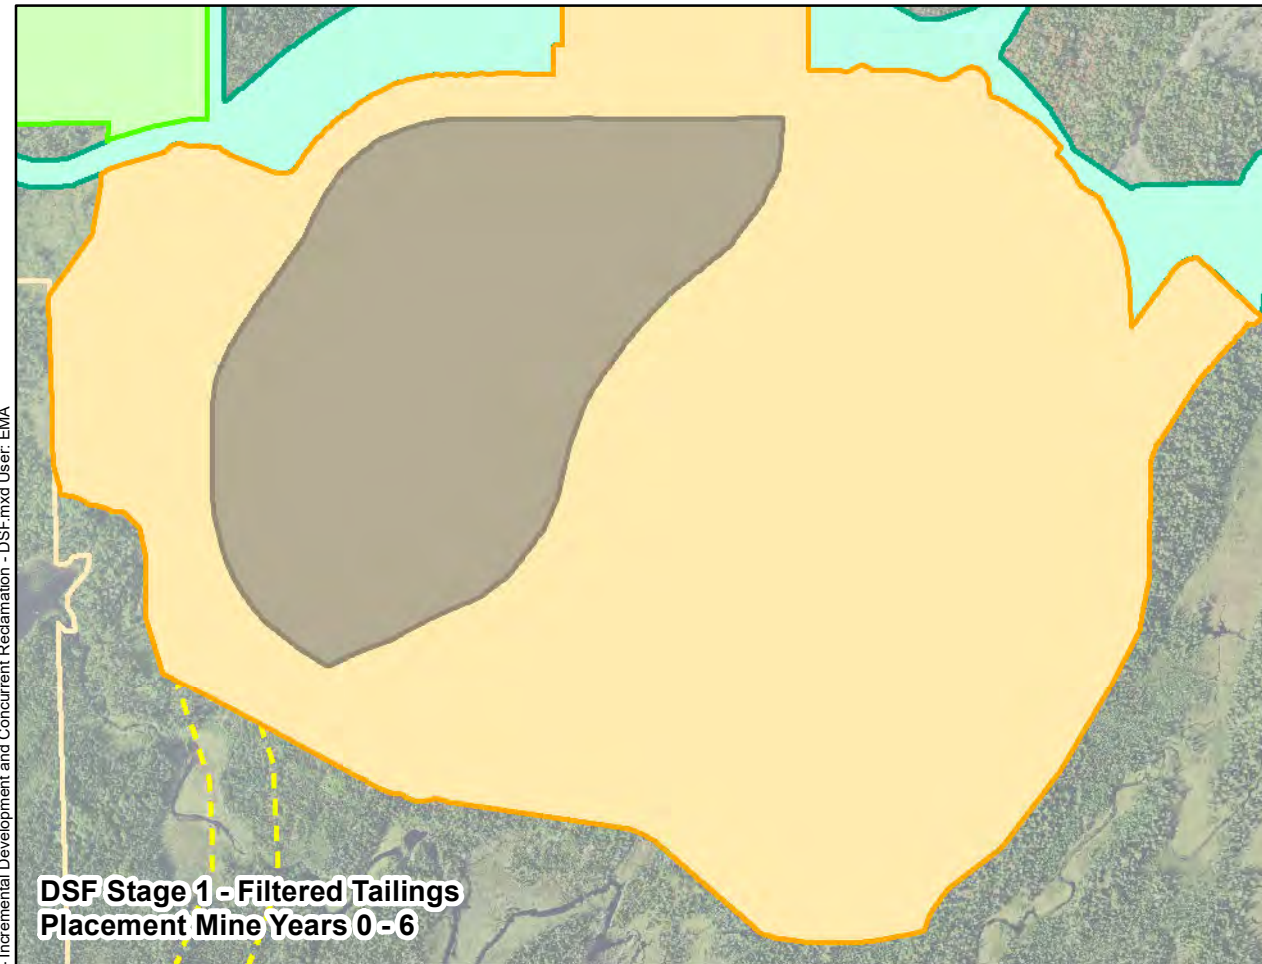 - Incremental Development and Concurrent Reclamation - DSF.mxd User: EMA
DSF Stage 1 - Filtered Tailings
Placement Mine Years 0 - 6